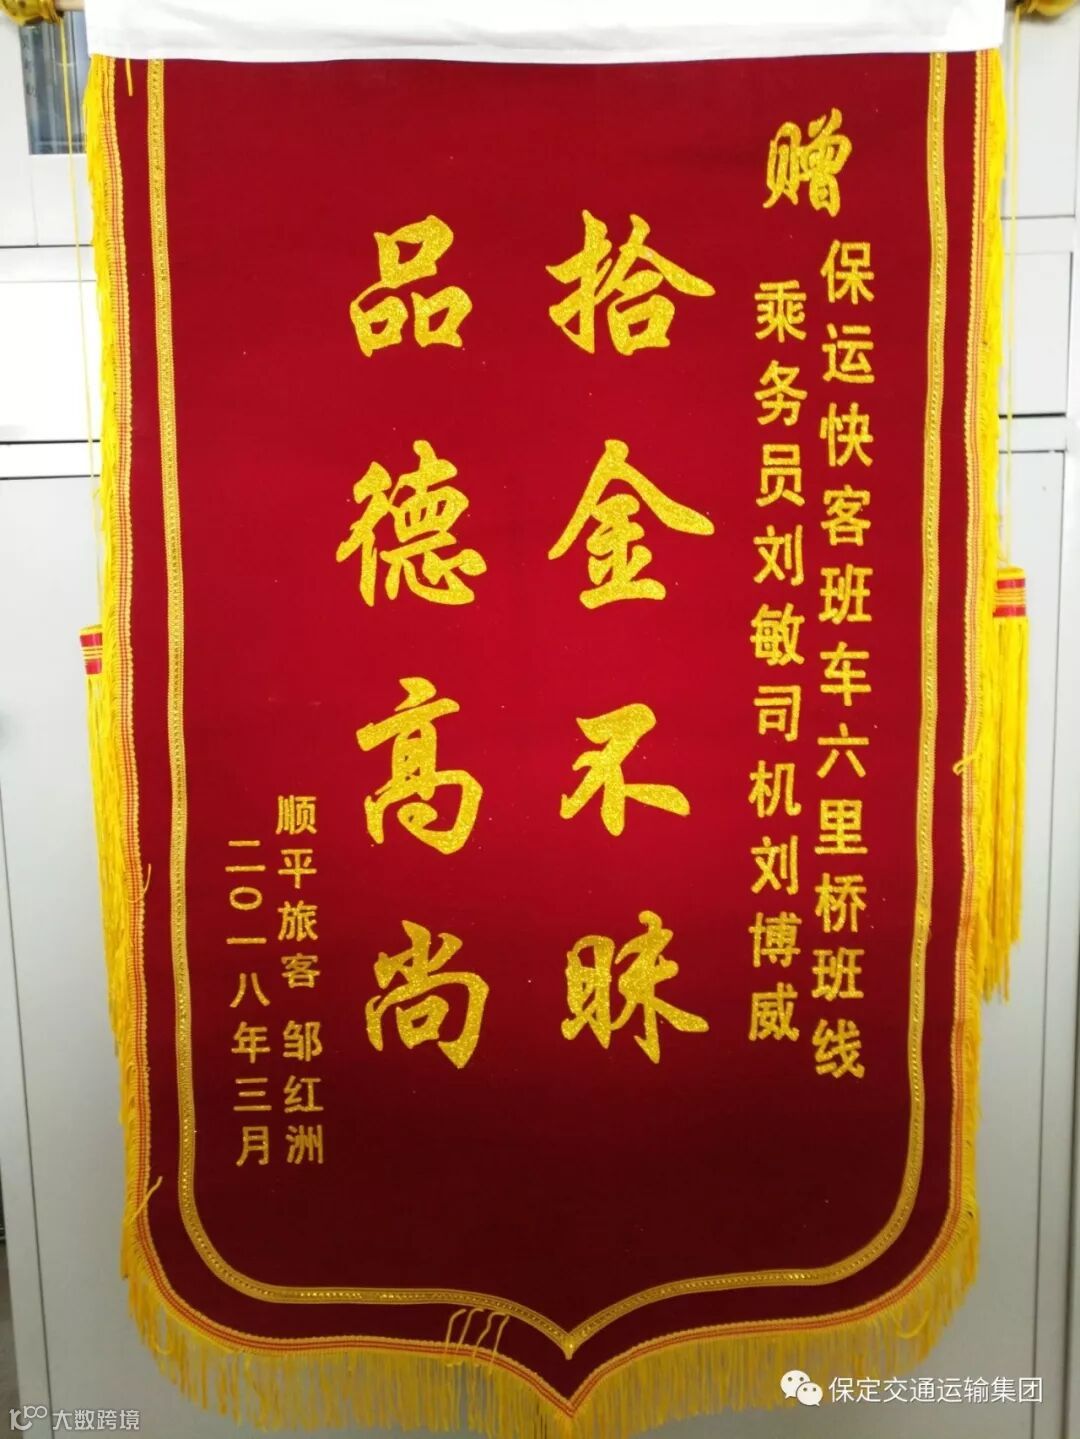 赠
保运快客班车六里桥班线
乘务员刘敏司机刘博威
拾金不昧
品德高尚
顺平旅客 邹红洲
二〇一八年三月
保定交通运输集团
大数跨境